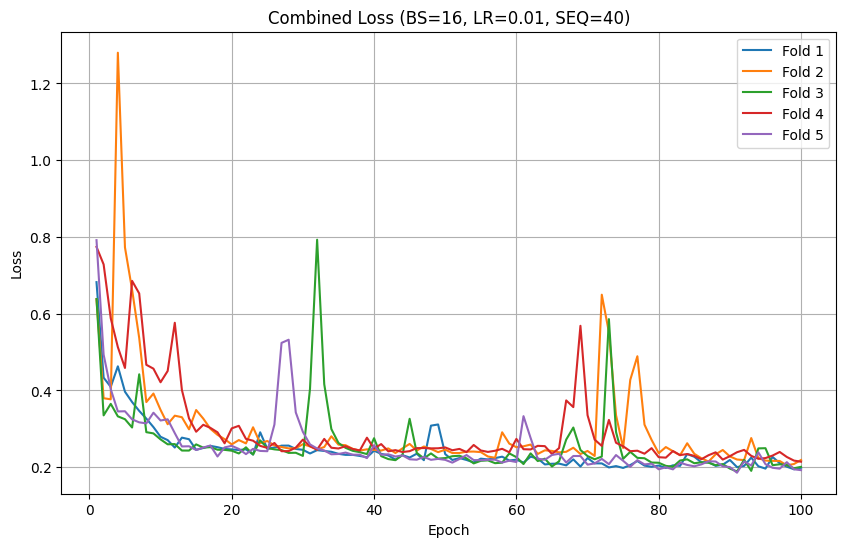 Combined Loss (BS=16, LR=0.01, SEQ=40)
Fold 1
Fold 2
Fold 3
Fold 4
Fold 5
Loss
1.2
1.0
0.8
0.6
0.4
0.2
0
20
40
60
80
100
Epoch